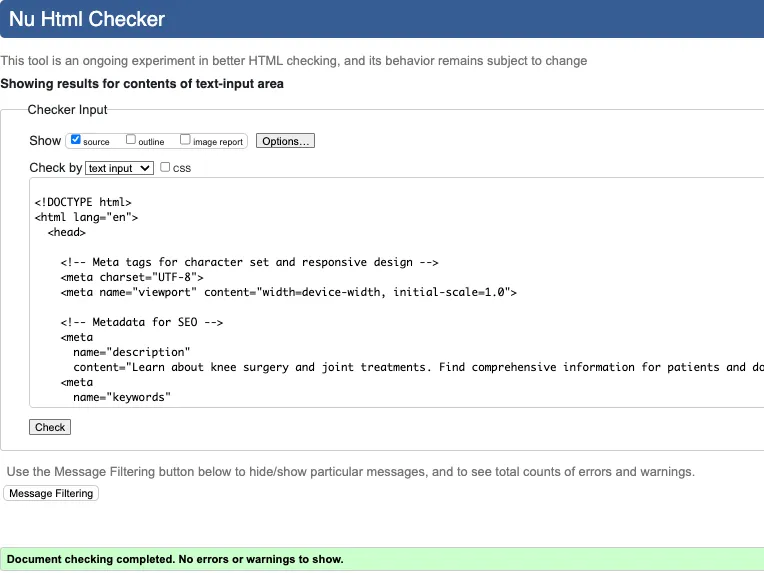 Nu Html Checker
This tool is an ongoing experiment in better HTML checking, and its behavior remains subject to change
Showing results for contents of text-input area
Checker Input
Show source outline image report Options...
Check by text input css
<!DOCTYPE html>
<html lang="en">
<head>
<!-- Meta tags for character set and responsive design -->
<meta charset="UTF-8">
<meta name="viewport" content="width=device-width, initial-scale=1.0">
<!-- Metadata for SEO -->
<meta
name="description"
content="Learn about knee surgery and joint treatments. Find comprehensive information for patients and
<meta
name="keywords"
Check
Use the Message Filtering button below to hide/show particular messages, and to see total counts of errors and warnings.
Message Filtering
Document checking completed. No errors or warnings to show.